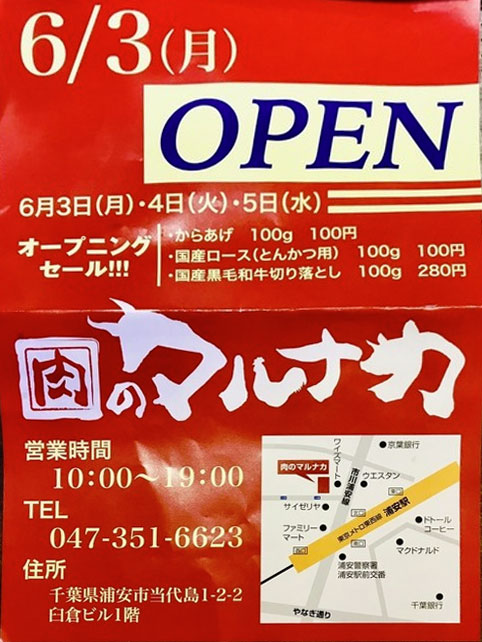 6/3(月)
OPEN
6月3日(月)・4日(火)・5日(水)
オープニング
セール!!!
・からあげ 100g 100円
・国産ロース(とんかつ用) 100g 100円
・国産黒毛和牛切り落とし 100g 280円
肉のマルナカ
営業時間
10:00〜19:00
TEL
047-351-6623
住所
千葉県浦安市当代島1-2-2
臼倉ビル1階
京葉銀行
ワイズマート
市川浦安線
肉のマルナカ
ウエスタン
サイゼリヤ
浦安駅
東京メトロ東西線
ファミリー
マート
ドトール
コーヒー
マクドナルド
浦安警察署
浦安駅前交番
千葉銀行
やなぎ通り